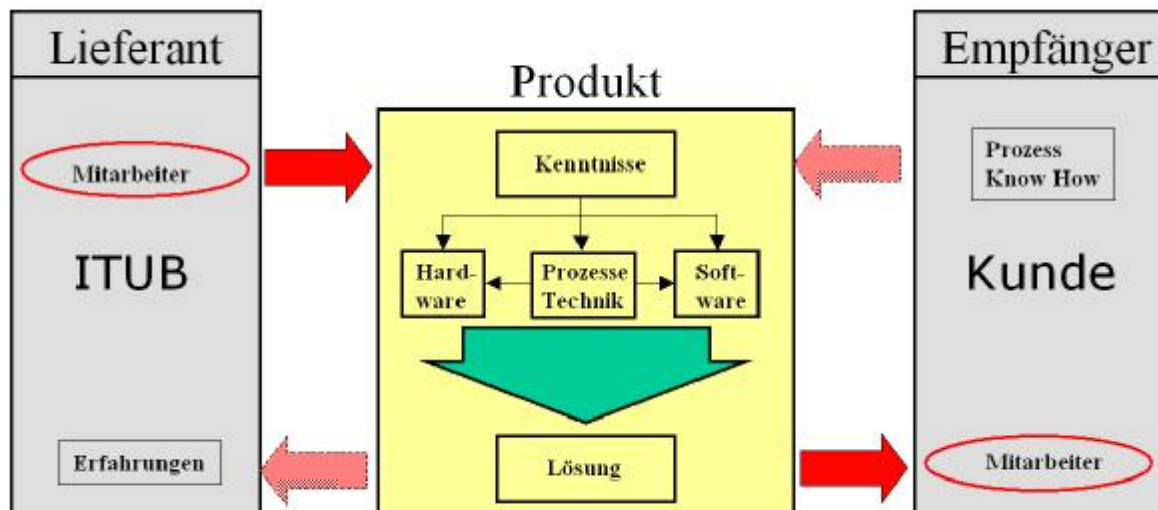 Lieferant
Mitarbeiter
ITUB
Erfahrungen
Produkt
Kenntnisse
Hard-
ware
Prozesse
Technik
Soft-
ware
Lösung
Empfänger
Prozess
Know How
Kunde
Mitarbeiter